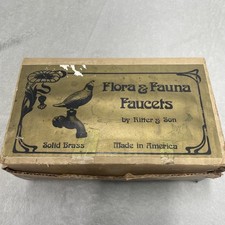 Flora & Fauna
Faucets
by Ritter & Son
Solid Brass
Made in America